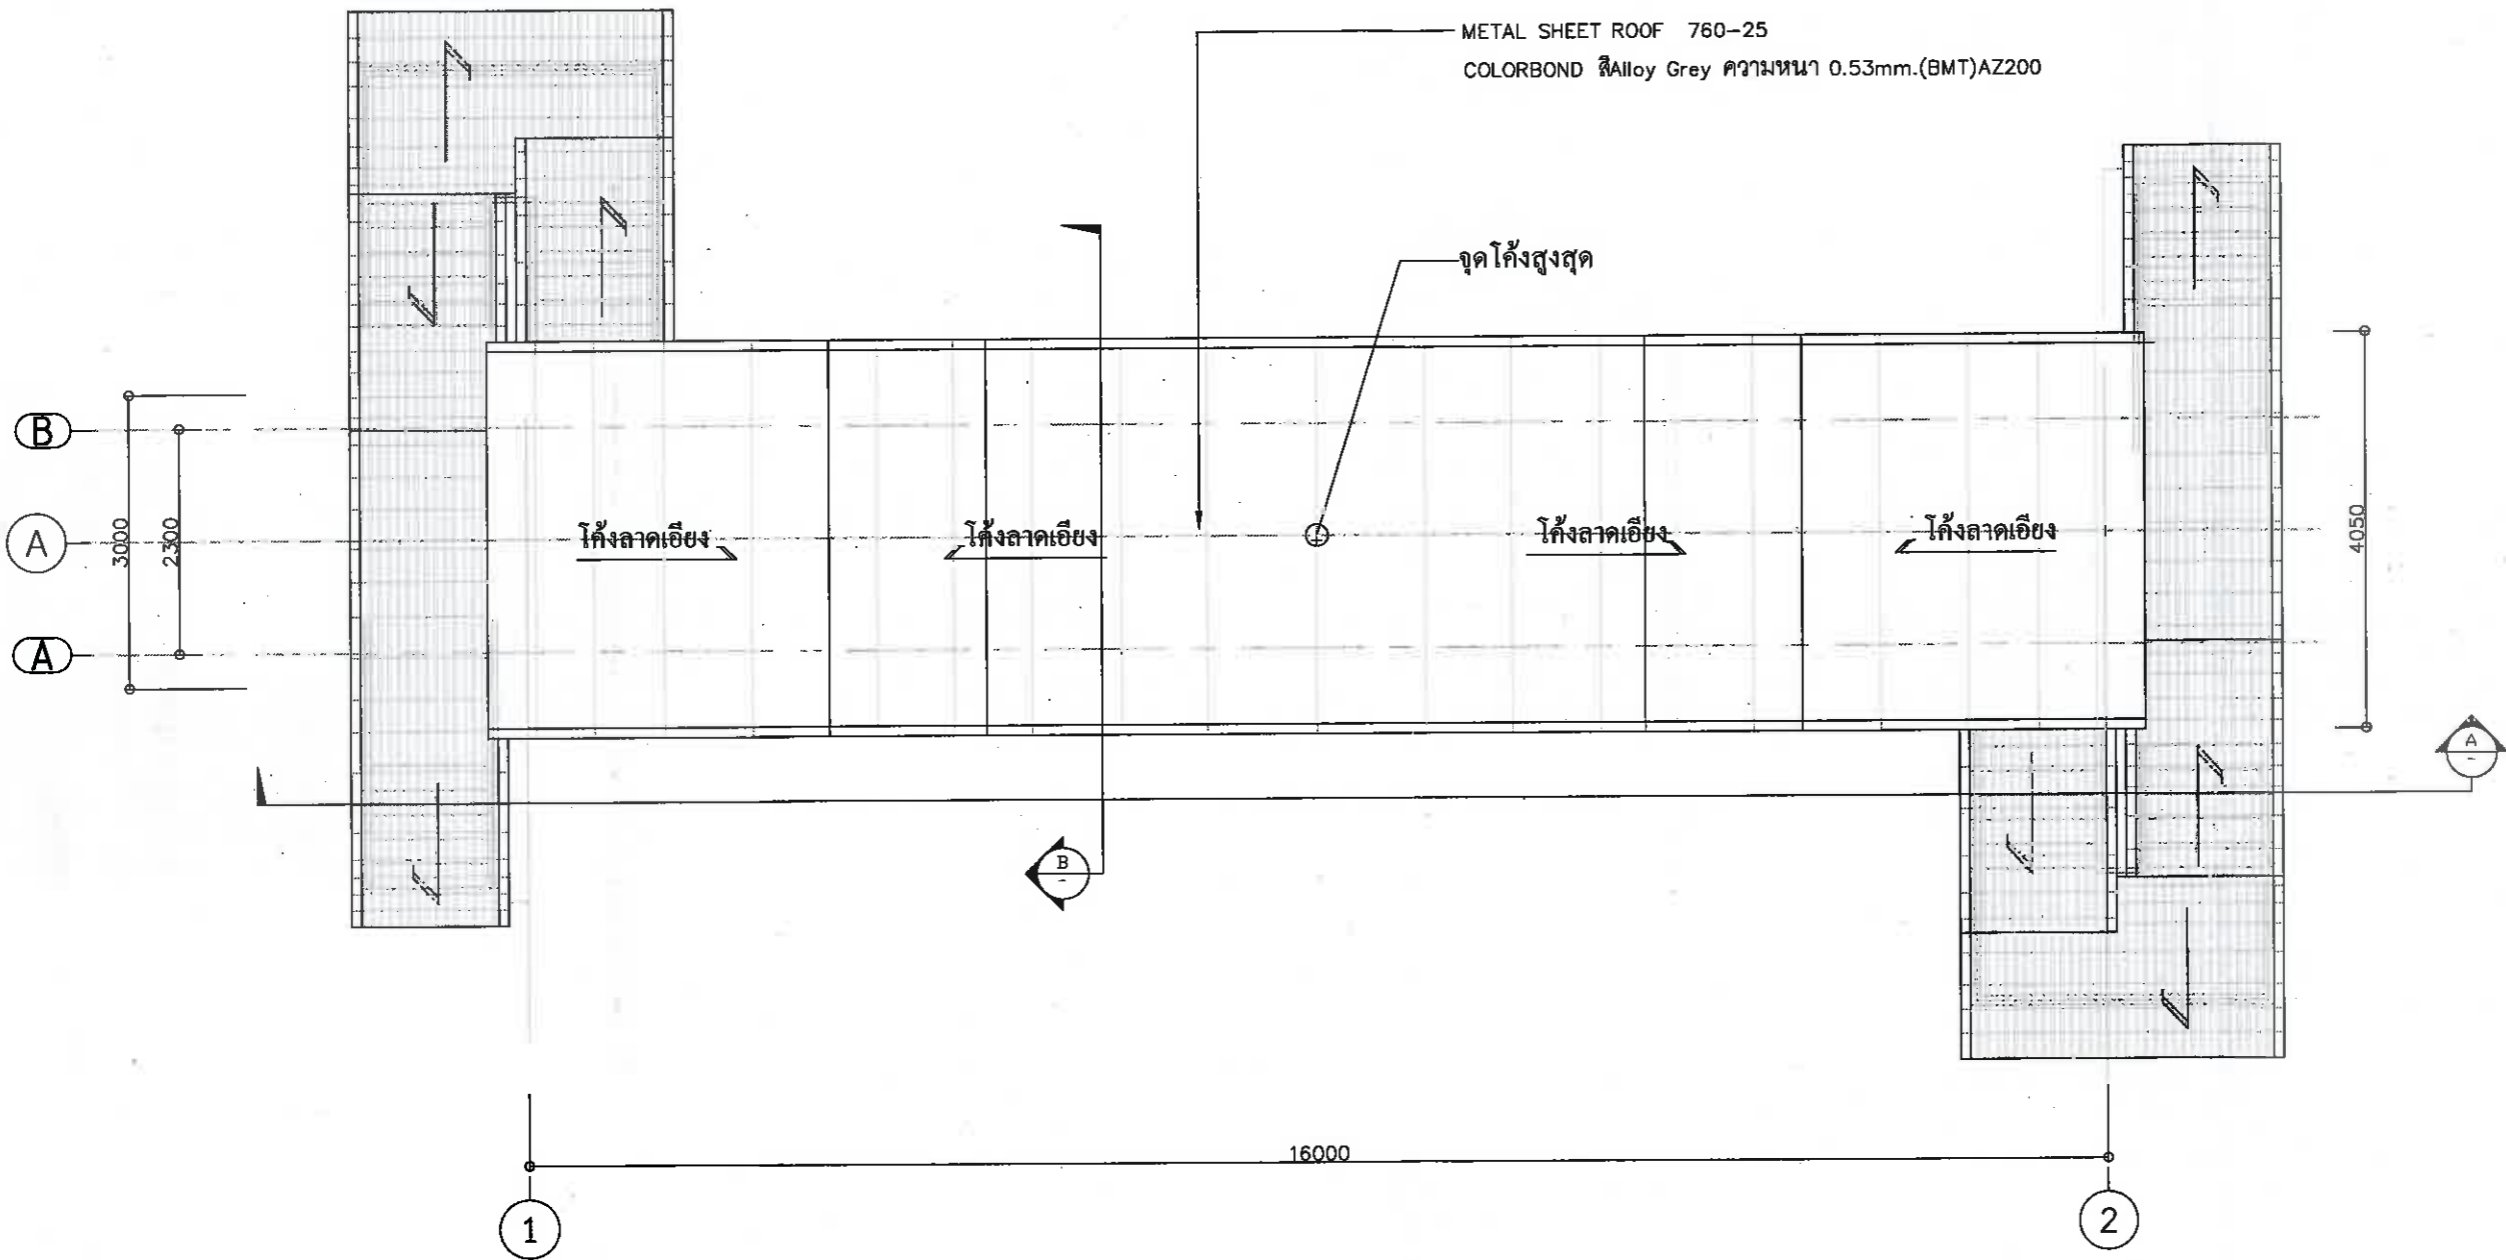 METAL SHEET ROOF 760-25
COLORBOND สีAlloy Grey ความหนา 0.53mm.(BMT)AZ200
จุดโค้งสูงสุด
B
A
A
3000
2300
โค้งลาดเอียง
โค้งลาดเอียง
โค้งลาดเอียง
โค้งลาดเอียง
4050
A
-
B
-
16000
1
2